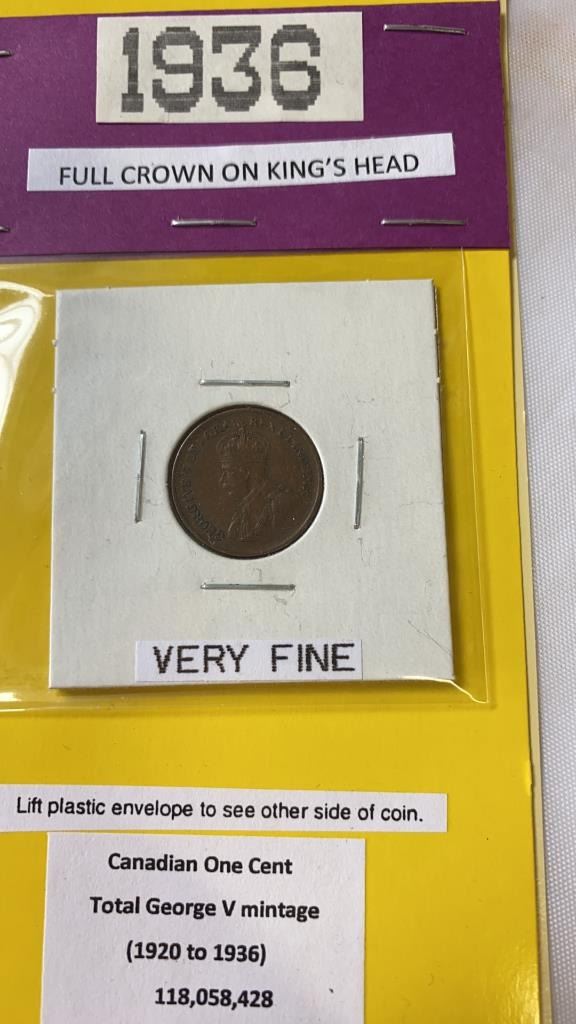 1936
FULL CROWN ON KING'S HEAD
VERY FINE
Lift plastic envelope to see other side of coin.
Canadian One Cent
Total George V mintage
(1920 to 1936)
118,058,428